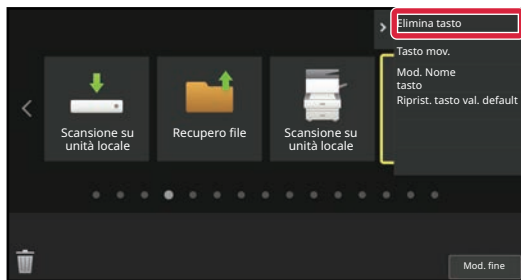 Elimina tasto
Tasto mov.
Mod. Nome
tasto
Riprist. tasto val. default
Scansione su
unità locale
Recupero file
Scansione su
unità locale
Mod. fine